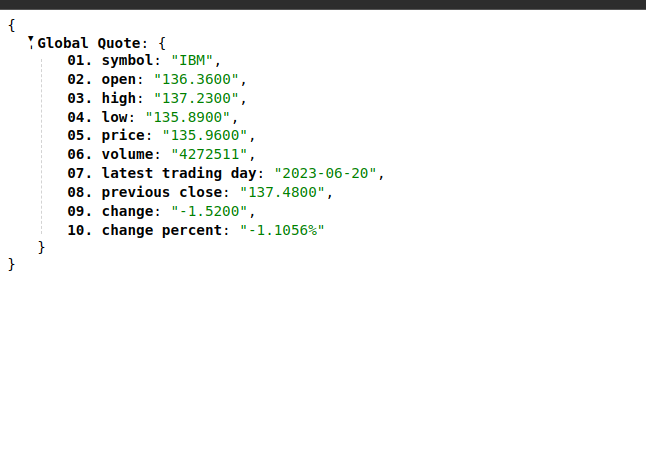 {
Global Quote: {
01. symbol: "IBM",
02. open: "136.3600",
03. high: "137.2300",
04. low: "135.8900",
05. price: "135.9600",
06. volume: "4272511",
07. latest trading day: "2023-06-20",
08. previous close: "137.4800",
09. change: "-1.5200",
10. change percent: "-1.1056%"
}
}